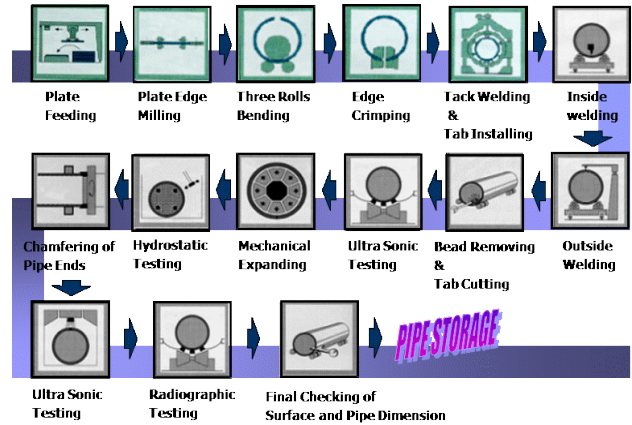 Plate
Feeding
Plate Edge
Milling
Three Rolls
Bending
Edge
Crimping
Tack Welding
&
Tab Installing
Inside
welding
Chamfering of
Pipe Ends
Hydrostatic
Testing
Mechanical
Expanding
Ultra Sonic
Testing
Bead Removing
&
Tab Cutting
Outside
Welding
Ultra Sonic
Testing
Radiographic
Testing
Final Checking of
Surface and Pipe Dimension
PIPE STORAGE